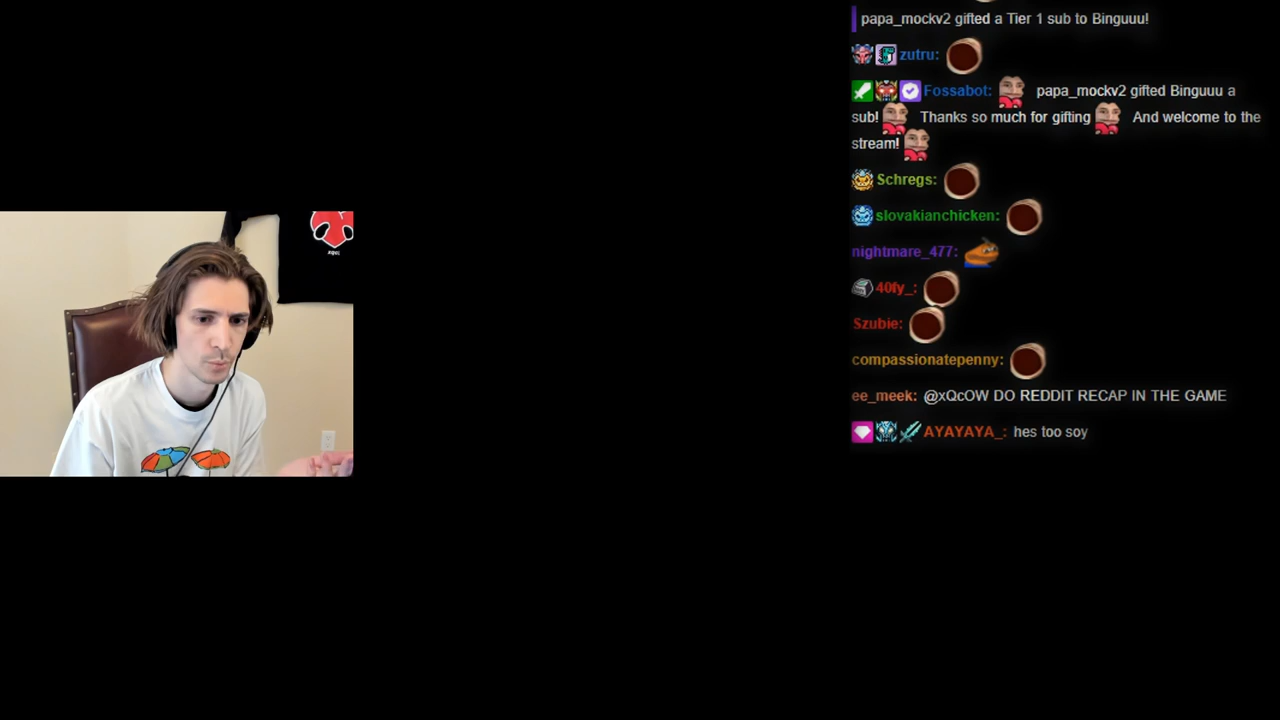 papa_mockv2 gifted a Tier 1 sub to Binguuu!
zutru:
Fossabot: papa_mockv2 gifted Binguuu a
sub! Thanks so much for gifting And welcome to the
stream!
Schregs:
slovakianchicken:
nightmare_477:
40fy_:
Szubie:
compassionatepenny:
ee_meek: @xQcOW DO REDDIT RECAP IN THE GAME
AYAYAYA_: hes too soy